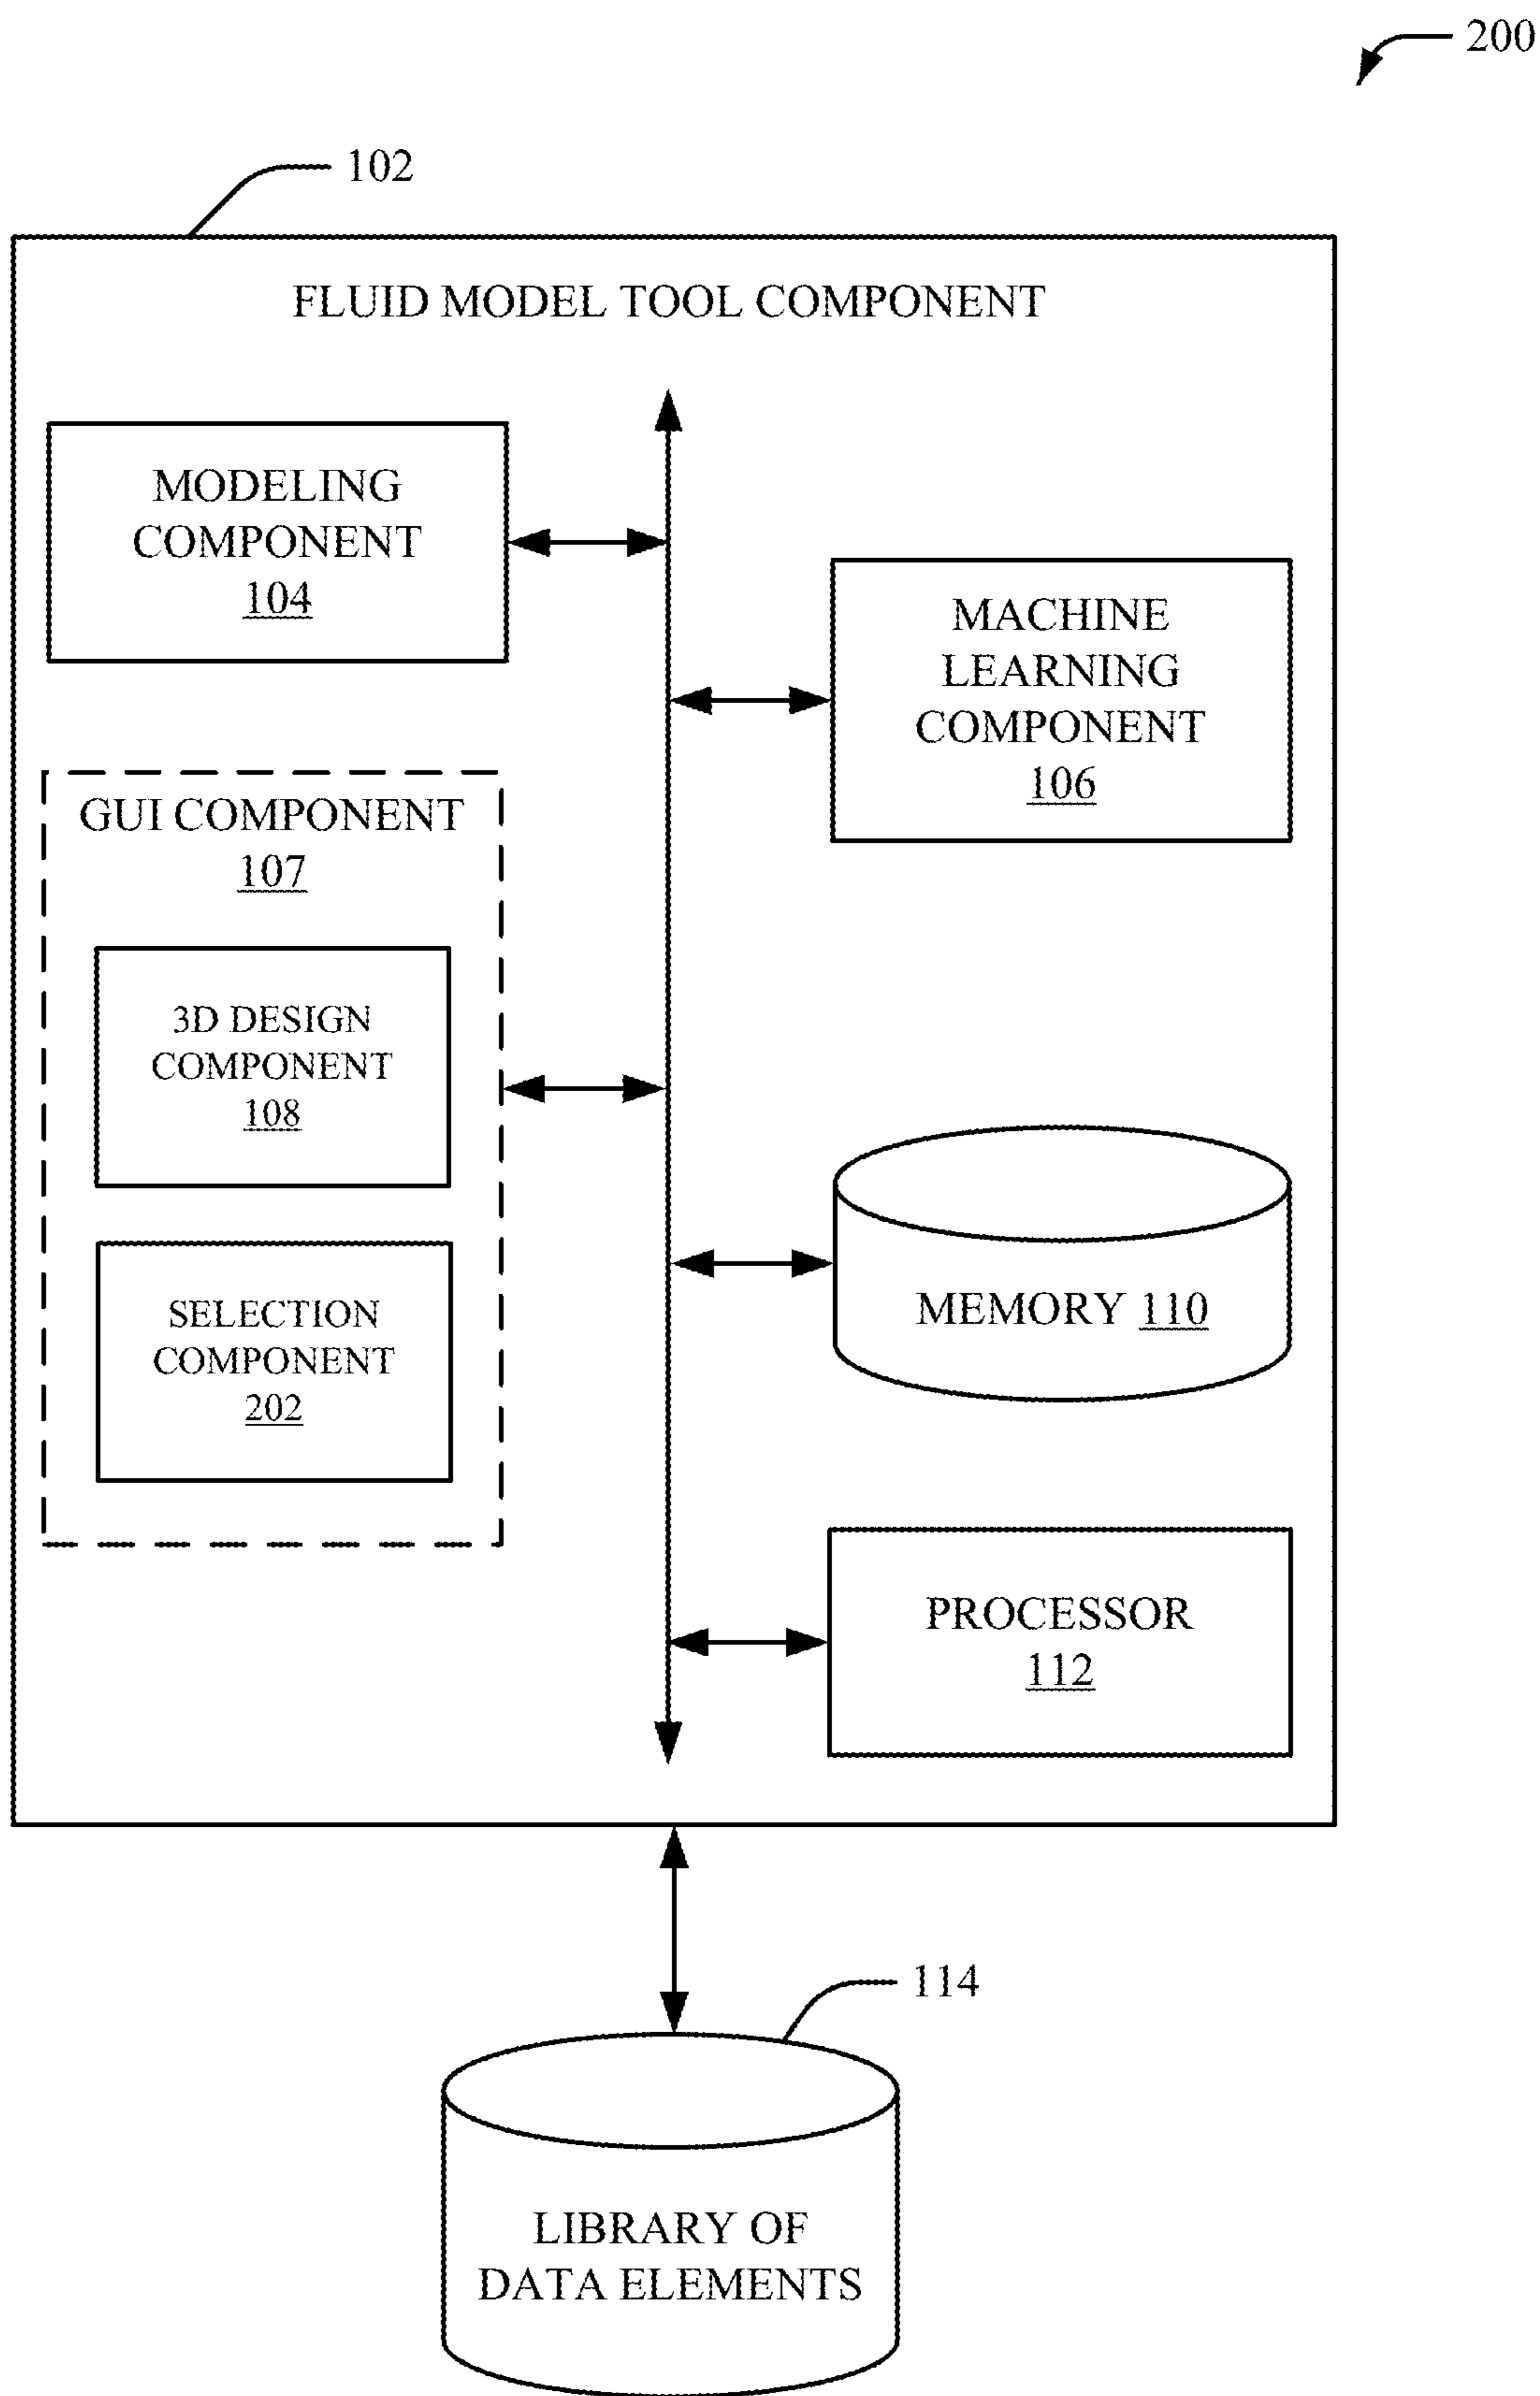 200
102
FLUID MODEL TOOL COMPONENT
MODELING
COMPONENT
104
MACHINE
LEARNING
COMPONENT
106
GUI COMPONENT
107
3D DESIGN
COMPONENT
108
SELECTION
COMPONENT
202
MEMORY 110
PROCESSOR
112
114
LIBRARY OF
DATA ELEMENTS